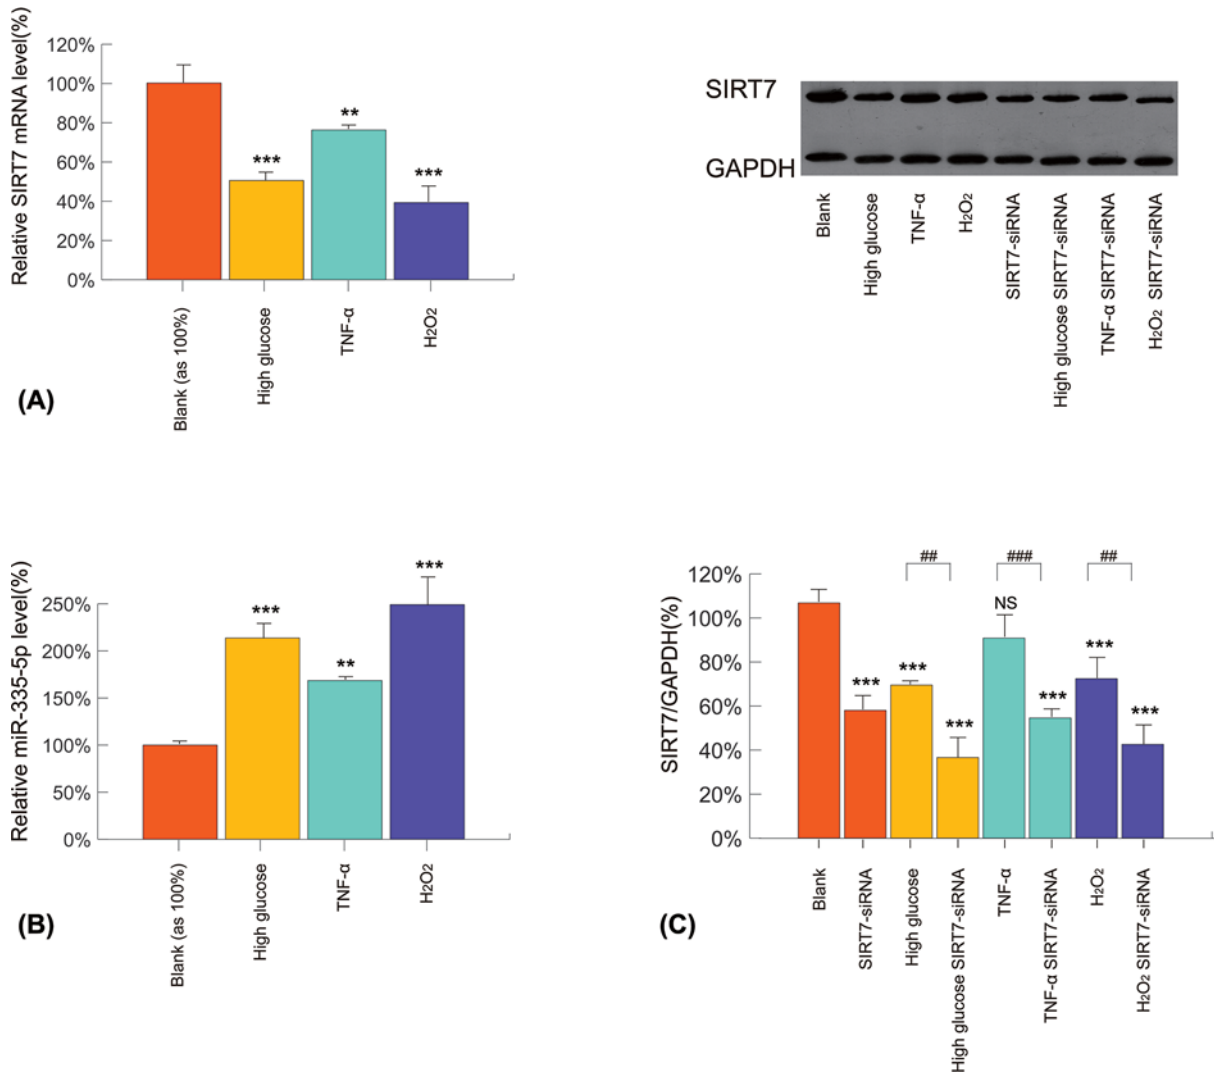 Relative SIRT7 mRNA level(%)
120%
100%
80%
60%
40%
20%
0%
***
**
***
Blank (as 100%)
High glucose
TNF-α
H2O2
(A)
SIRT7
GAPDH
Blank
High glucose
TNF-α
H2O2
SIRT7-siRNA
High glucose SIRT7-siRNA
TNF-α SIRT7-siRNA
H2O2 SIRT7-siRNA
Relative miR-335-5p level(%)
250%
200%
150%
100%
50%
0%
***
**
***
Blank (as 100%)
High glucose
TNF-α
H2O2
(B)
SIRT7/GAPDH(%)
120%
100%
80%
60%
40%
20%
0%
##
###
##
***
***
***
NS
***
***
***
Blank
SIRT7-siRNA
High glucose
High glucose SIRT7-siRNA
TNF-α
TNF-α SIRT7-siRNA
H2O2
H2O2 SIRT7-siRNA
(C)